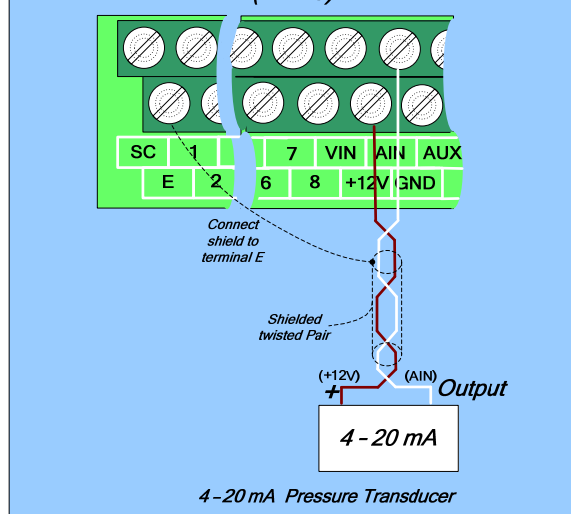 SC 1 7 VIN AIN AUX
E 2 6 8 +12V GND
Connect
shield to
terminal E
Shielded
twisted Pair
(+12V) (AIN)
+ Output
4-20 mA
4-20 mA Pressure Transducer